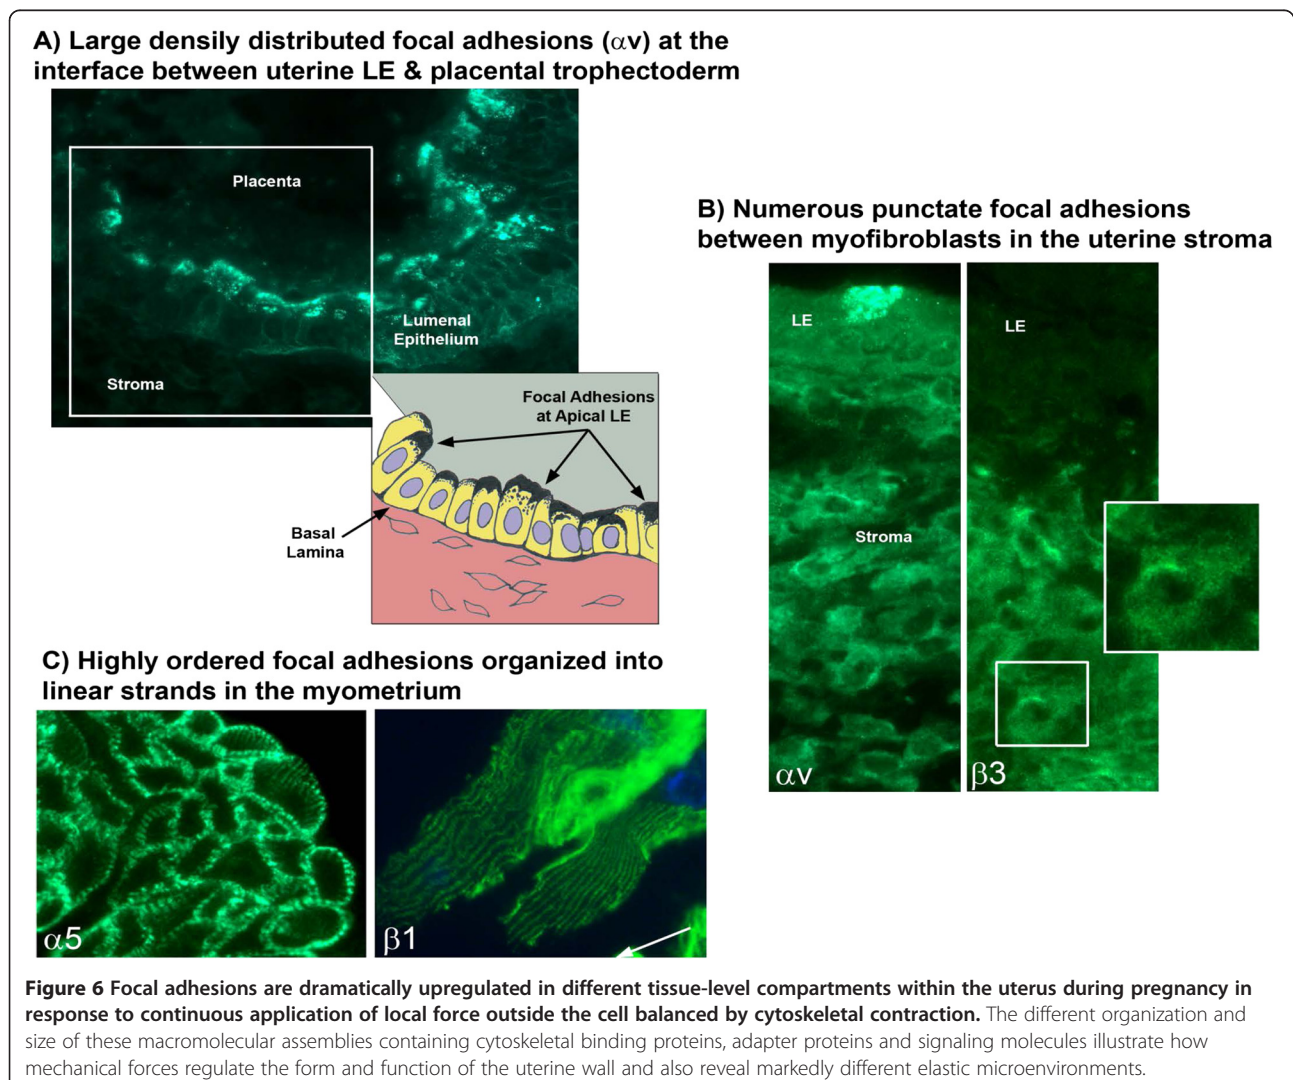 A) Large densily distributed focal adhesions (αv) at the
interface between uterine LE & placental trophectoderm
Placenta
Lumenal
Epithelium
Stroma
Focal Adhesions
at Apical LE
Basal
Lamina
B) Numerous punctate focal adhesions
between myofibroblasts in the uterine stroma
LE
LE
Stroma
αv
β3
C) Highly ordered focal adhesions organized into
linear strands in the myometrium
α5
β1
Figure 6 Focal adhesions are dramatically upregulated in different tissue-level compartments within the uterus during pregnancy in
response to continuous application of local force outside the cell balanced by cytoskeletal contraction. The different organization and
size of these macromolecular assemblies containing cytoskeletal binding proteins, adapter proteins and signaling molecules illustrate how
mechanical forces regulate the form and function of the uterine wall and also reveal markedly different elastic microenvironments.